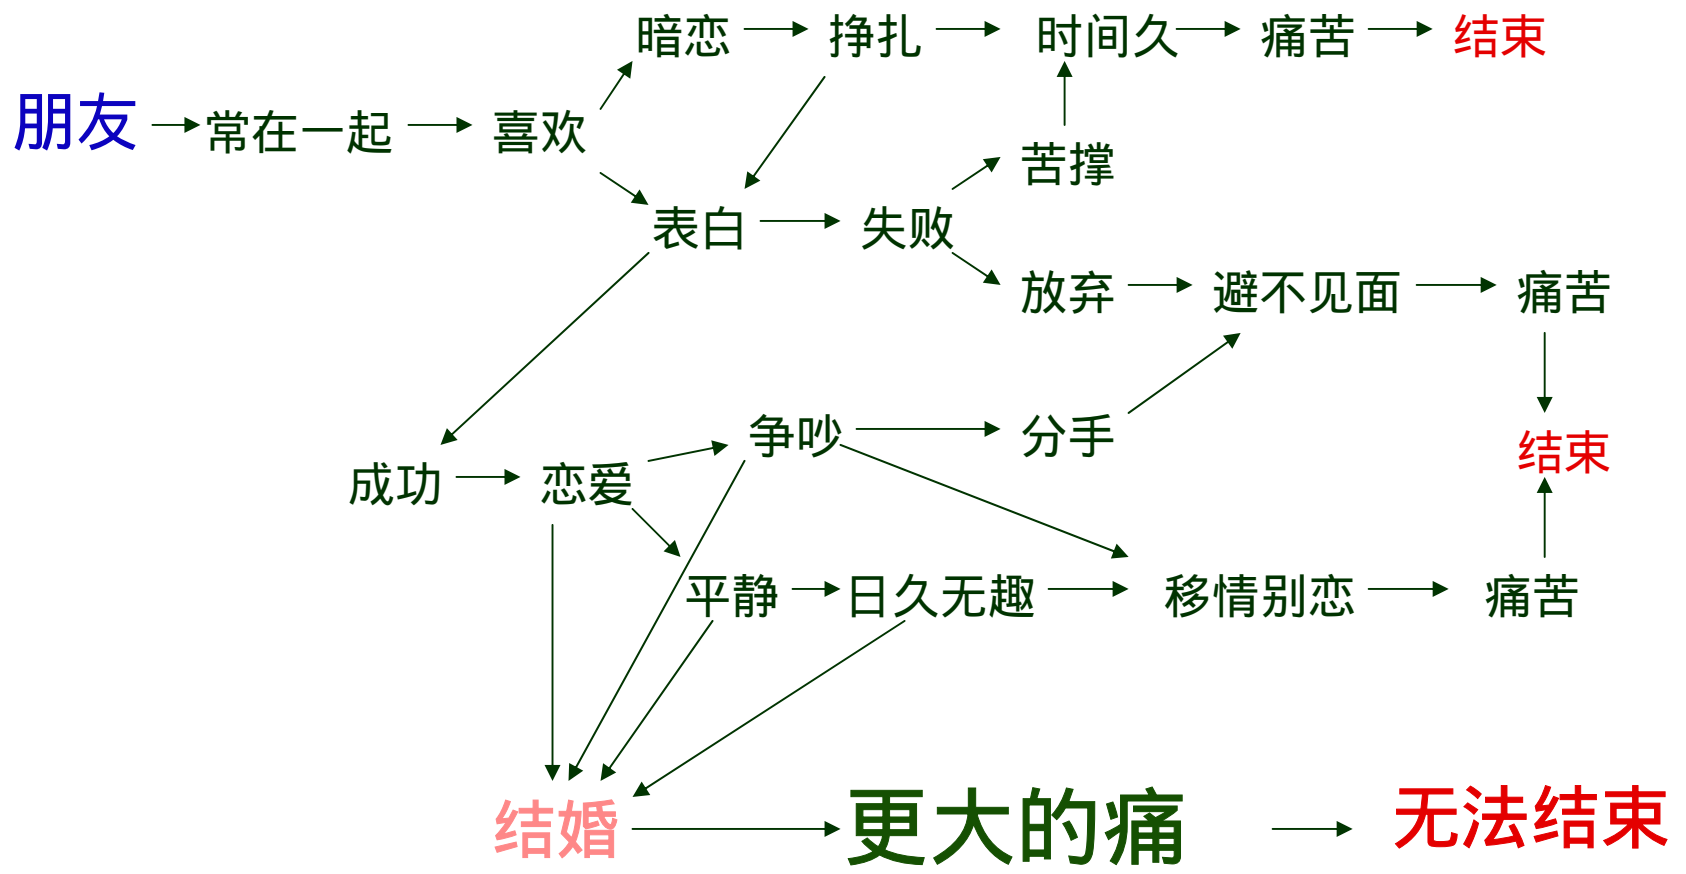 暗恋 挣扎 时间久 痛苦 结束
朋友 常在一起 喜欢
苦撑
表白 失败
放弃 避不见面 痛苦
争吵 分手
结束
成功 恋爱
平静 日久无趣 移情别恋 痛苦
结婚 更大的痛 无法结束